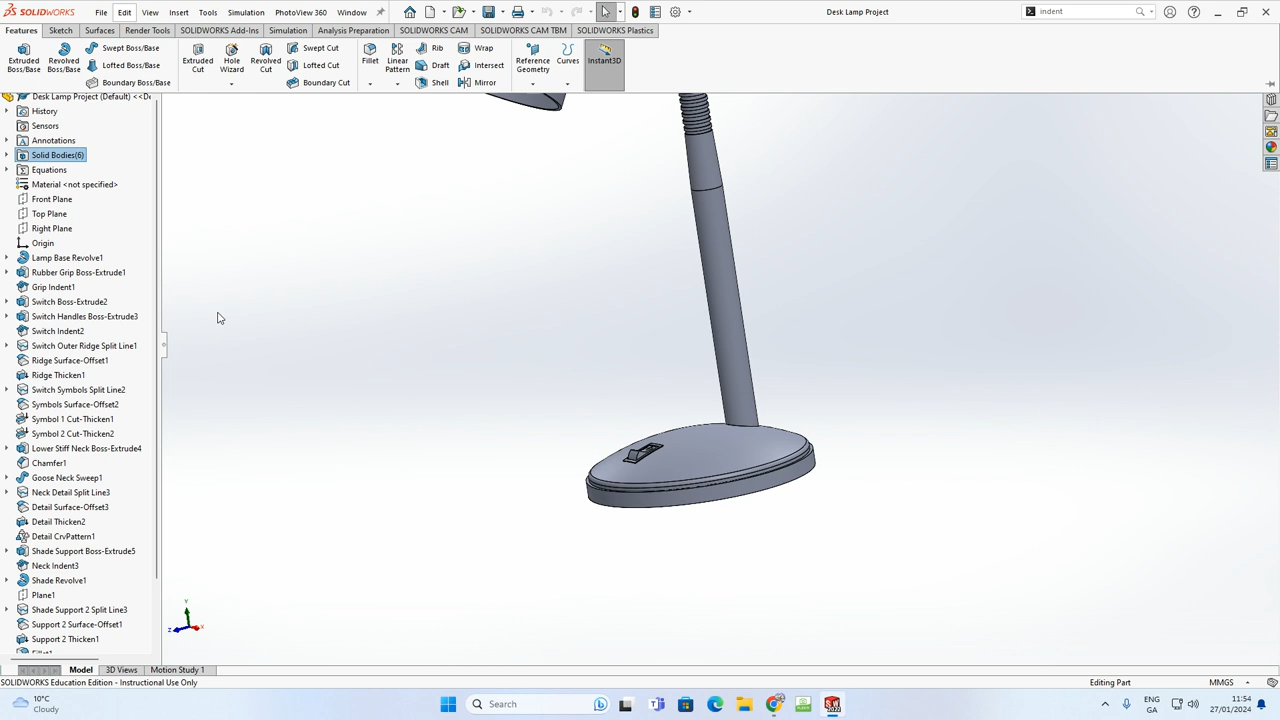 SOLIDWORKS File Edit View Insert Tools Simulation PhotoView 360 Window Desk Lamp Project indent
Features Sketch Surfaces Render Tools SOLIDWORKS Add-Ins Simulation Analysis Preparation SOLIDWORKS CAM SOLIDWORKS CAM TBM SOLIDWORKS Plastics
Extruded Boss/Base
Revolved Boss/Base
Swept Boss/Base
Lofted Boss/Base
Boundary Boss/Base
Extruded Cut
Hole Wizard
Revolved Cut
Swept Cut
Lofted Cut
Boundary Cut
Fillet
Linear Pattern
Rib
Draft
Shell
Wrap
Intersect
Mirror
Reference Geometry
Curves
Instant3D
Desk Lamp Project (Default) <<De
History
Sensors
Annotations
Solid Bodies(6)
Equations
Material <not specified>
Front Plane
Top Plane
Right Plane
Origin
Lamp Base Revolve1
Rubber Grip Boss-Extrude1
Grip Indent1
Switch Boss-Extrude2
Switch Handles Boss-Extrude3
Switch Indent2
Switch Outer Ridge Split Line1
Ridge Surface-Offset1
Ridge Thicken1
Switch Symbols Split Line2
Symbols Surface-Offset2
Symbol 1 Cut-Thicken1
Symbol 2 Cut-Thicken2
Lower Stiff Neck Boss-Extrude4
Chamfer1
Goose Neck Sweep1
Neck Detail Split Line3
Detail Surface-Offset3
Detail Thicken2
Detail CrvPattern1
Shade Support Boss-Extrude5
Neck Indent3
Shade Revolve1
Plane1
Shade Support 2 Split Line3
Support 2 Surface-Offset1
Support 2 Thicken1
Y
Z
X
Model 3D Views Motion Study 1
SOLIDWORKS Education Edition - Instructional Use Only Editing Part MMGS
10°C
Cloudy
Search
ENG
GA
11:54
27/01/2024